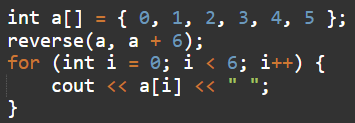 int a[] = { 0, 1, 2, 3, 4, 5 };
reverse(a, a + 6);
for (int i = 0; i < 6; i++) {
    cout << a[i] << " ";
}